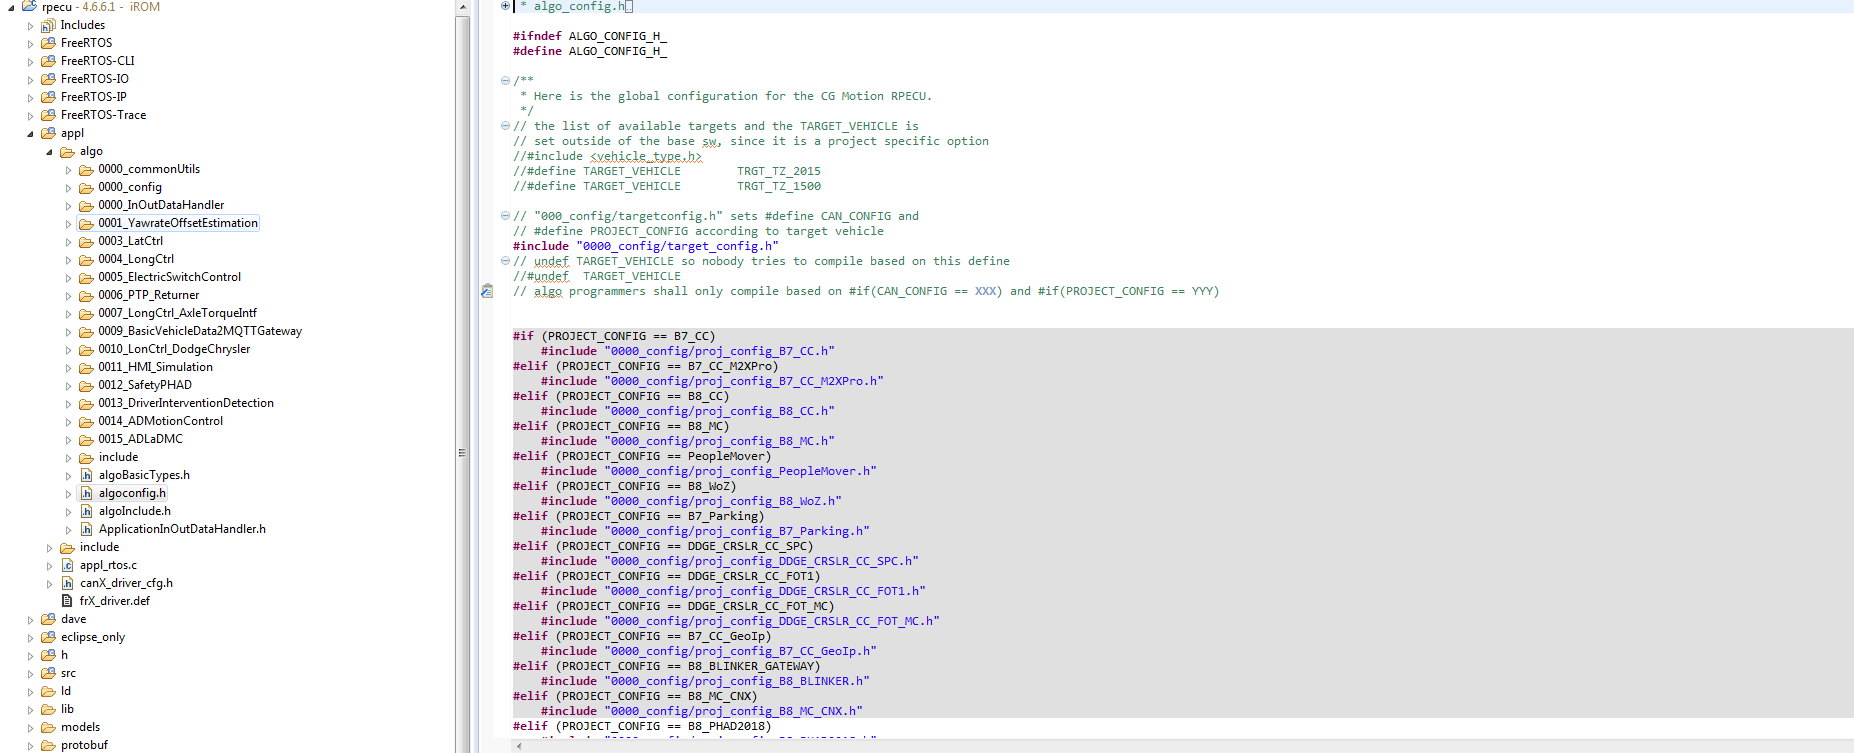 rpecu - 4.6.6.1 - iROM
Includes
FreeRTOS
FreeRTOS-CLI
FreeRTOS-IO
FreeRTOS-IP
FreeRTOS-Trace
appl
algo
0000_commonUtils
0000_config
0000_InOutDataHandler
0001_YawrateOffsetEstimation
0003_LatCtrl
0004_LongCtrl
0005_ElectricSwitchControl
0006_PTP_Returner
0007_LongCtrl_AxleTorqueIntf
0009_BasicVehicleData2MQTTGateway
0010_LonCtrl_DodgeChrysler
0011_HMI_Simulation
0012_SafetyPHAD
0013_DriverInterventionDetection
0014_ADMotionControl
0015_ADLaDMC
include
algoBasicTypes.h
algoconfig.h
algoInclude.h
ApplicationInOutDataHandler.h
include
appl_rtos.c
canX_driver_cfg.h
frX_driver.def
dave
eclipse_only
h
src
ld
lib
models
protobuf
* algo_config.h
#ifndef ALGO_CONFIG_H_
#define ALGO_CONFIG_H_
/**
* Here is the global configuration for the CG Motion RPECU.
*/
// the list of available targets and the TARGET_VEHICLE is
// set outside of the base sw, since it is a project specific option
//#include <vehicle_type.h>
//#define TARGET_VEHICLE TRGT_TZ_2015
//#define TARGET_VEHICLE TRGT_TZ_1500
// "000_config/targetconfig.h" sets #define CAN_CONFIG and
// #define PROJECT_CONFIG according to target vehicle
#include "0000_config/target_config.h"
// undef TARGET_VEHICLE so nobody tries to compile based on this define
//#undef TARGET_VEHICLE
// algo programmers shall only compile based on #if(CAN_CONFIG == XXX) and #if(PROJECT_CONFIG == YYY)
#if (PROJECT_CONFIG == B7_CC)
#include "0000_config/proj_config_B7_CC.h"
#elif (PROJECT_CONFIG == B7_CC_M2XPro)
#include "0000_config/proj_config_B7_CC_M2XPro.h"
#elif (PROJECT_CONFIG == B8_CC)
#include "0000_config/proj_config_B8_CC.h"
#elif (PROJECT_CONFIG == B8_MC)
#include "0000_config/proj_config_B8_MC.h"
#elif (PROJECT_CONFIG == PeopleMover)
#include "0000_config/proj_config_PeopleMover.h"
#elif (PROJECT_CONFIG == B8_WoZ)
#include "0000_config/proj_config_B8_WoZ.h"
#elif (PROJECT_CONFIG == B7_Parking)
#include "0000_config/proj_config_B7_Parking.h"
#elif (PROJECT_CONFIG == DDGE_CRSLR_CC_SPC)
#include "0000_config/proj_config_DDGE_CRSLR_CC_SPC.h"
#elif (PROJECT_CONFIG == DDGE_CRSLR_CC_FOT1)
#include "0000_config/proj_config_DDGE_CRSLR_CC_FOT1.h"
#elif (PROJECT_CONFIG == DDGE_CRSLR_CC_FOT_MC)
#include "0000_config/proj_config_DDGE_CRSLR_CC_FOT_MC.h"
#elif (PROJECT_CONFIG == B7_CC_GeoIp)
#include "0000_config/proj_config_B7_CC_GeoIp.h"
#elif (PROJECT_CONFIG == B8_BLINKER_GATEWAY)
#include "0000_config/proj_config_B8_BLINKER.h"
#elif (PROJECT_CONFIG == B8_MC_CNX)
#include "0000_config/proj_config_B8_MC_CNX.h"
#elif (PROJECT_CONFIG == B8_PHAD2018)